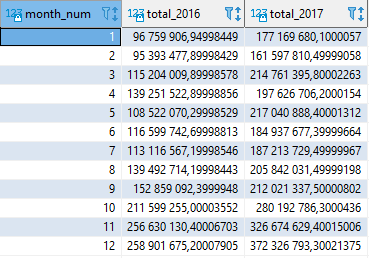 123 month_num 123 total_2016 123 total_2017
1 96 759 906,94998449 177 169 680,1000057
2 95 393 477,89998429 161 597 810,49999058
3 115 204 009,89998578 214 761 395,80002263
4 139 251 522,89998856 197 626 706,2000154
5 108 522 070,29998529 217 040 888,40001312
6 116 599 742,69998813 184 937 677,39999664
7 113 116 567,19998546 187 213 729,49999967
8 139 492 714,19998443 205 842 031,49999198
9 152 859 092,3999948 212 021 337,50000802
10 211 599 255,00003552 280 192 786,3000436
11 256 630 130,40006703 326 674 629,40015006
12 258 901 675,20007905 372 326 793,30021375